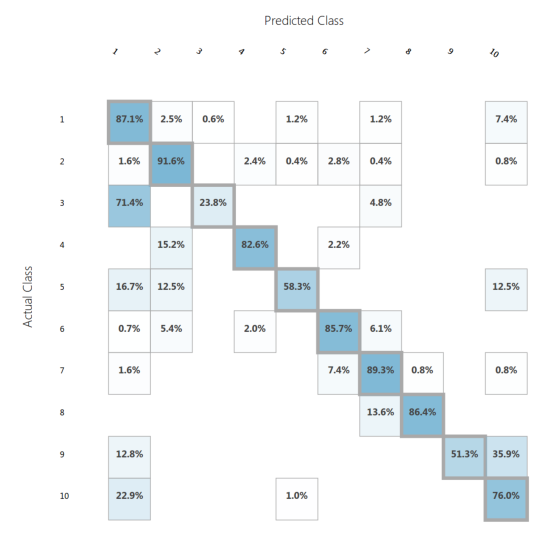 Predicted Class
1 2 3 4 5 6 7 8 9 10
1 87.1% 2.5% 0.6% 1.2% 1.2% 7.4%
2 1.6% 91.6% 2.4% 0.4% 2.8% 0.4% 0.8%
3 71.4% 23.8% 4.8%
4 15.2% 82.6% 2.2%
Actual Class
5 16.7% 12.5% 58.3% 12.5%
6 0.7% 5.4% 2.0% 85.7% 6.1%
7 1.6% 7.4% 89.3% 0.8% 0.8%
8 13.6% 86.4%
9 12.8% 51.3% 35.9%
10 22.9% 1.0% 76.0%